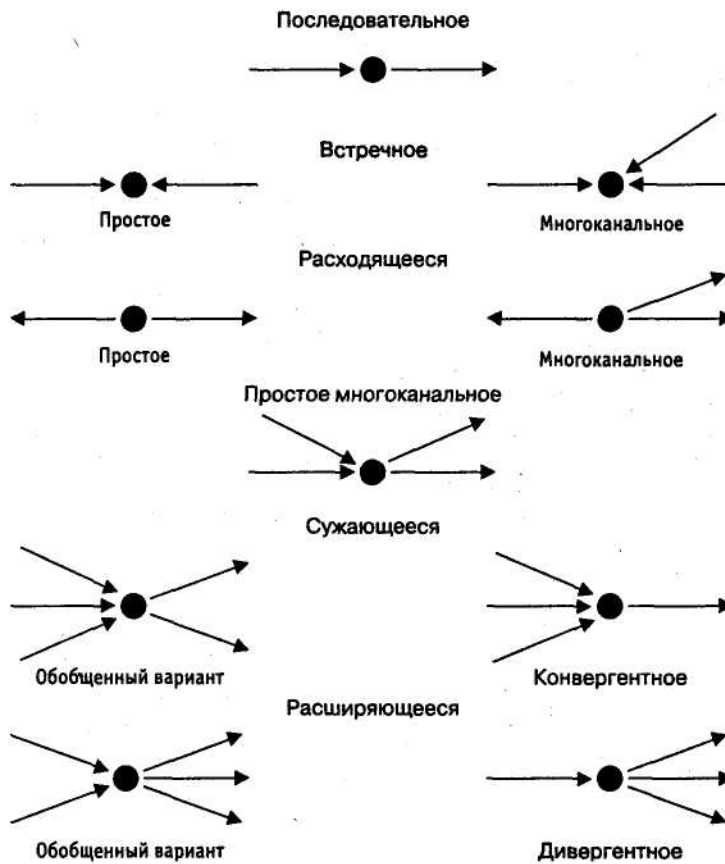 Последовательное
Встречное
Простое
Многоканальное
Расходящееся
Простое
Многоканальное
Простое многоканальное
Сужающееся
Обобщенный вариант
Конвергентное
Расширяющееся
Обобщенный вариант
Дивергентное